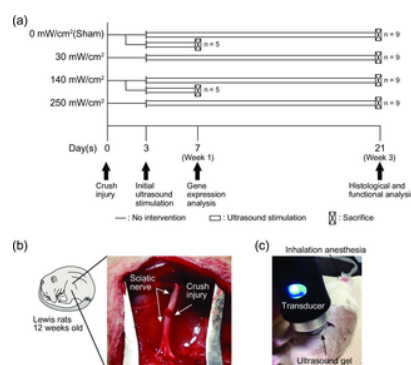 (a)
0 mW/cm²(Sham)
n = 9
n = 5
30 mW/cm²
n = 9
140 mW/cm²
n = 9
n = 5
250 mW/cm²
n = 9
Day(s) 0 3 7 21
(Week 1) (Week 3)
Crush injury
Initial ultrasound stimulation
Gene expression analysis
Histological and functional analysis
: No intervention : Ultrasound stimulation : Sacrifice
(b)
Lewis rats
12 weeks old
Sciatic nerve
Crush injury
(c)
Inhalation anesthesia
Transducer
Ultrasound gel